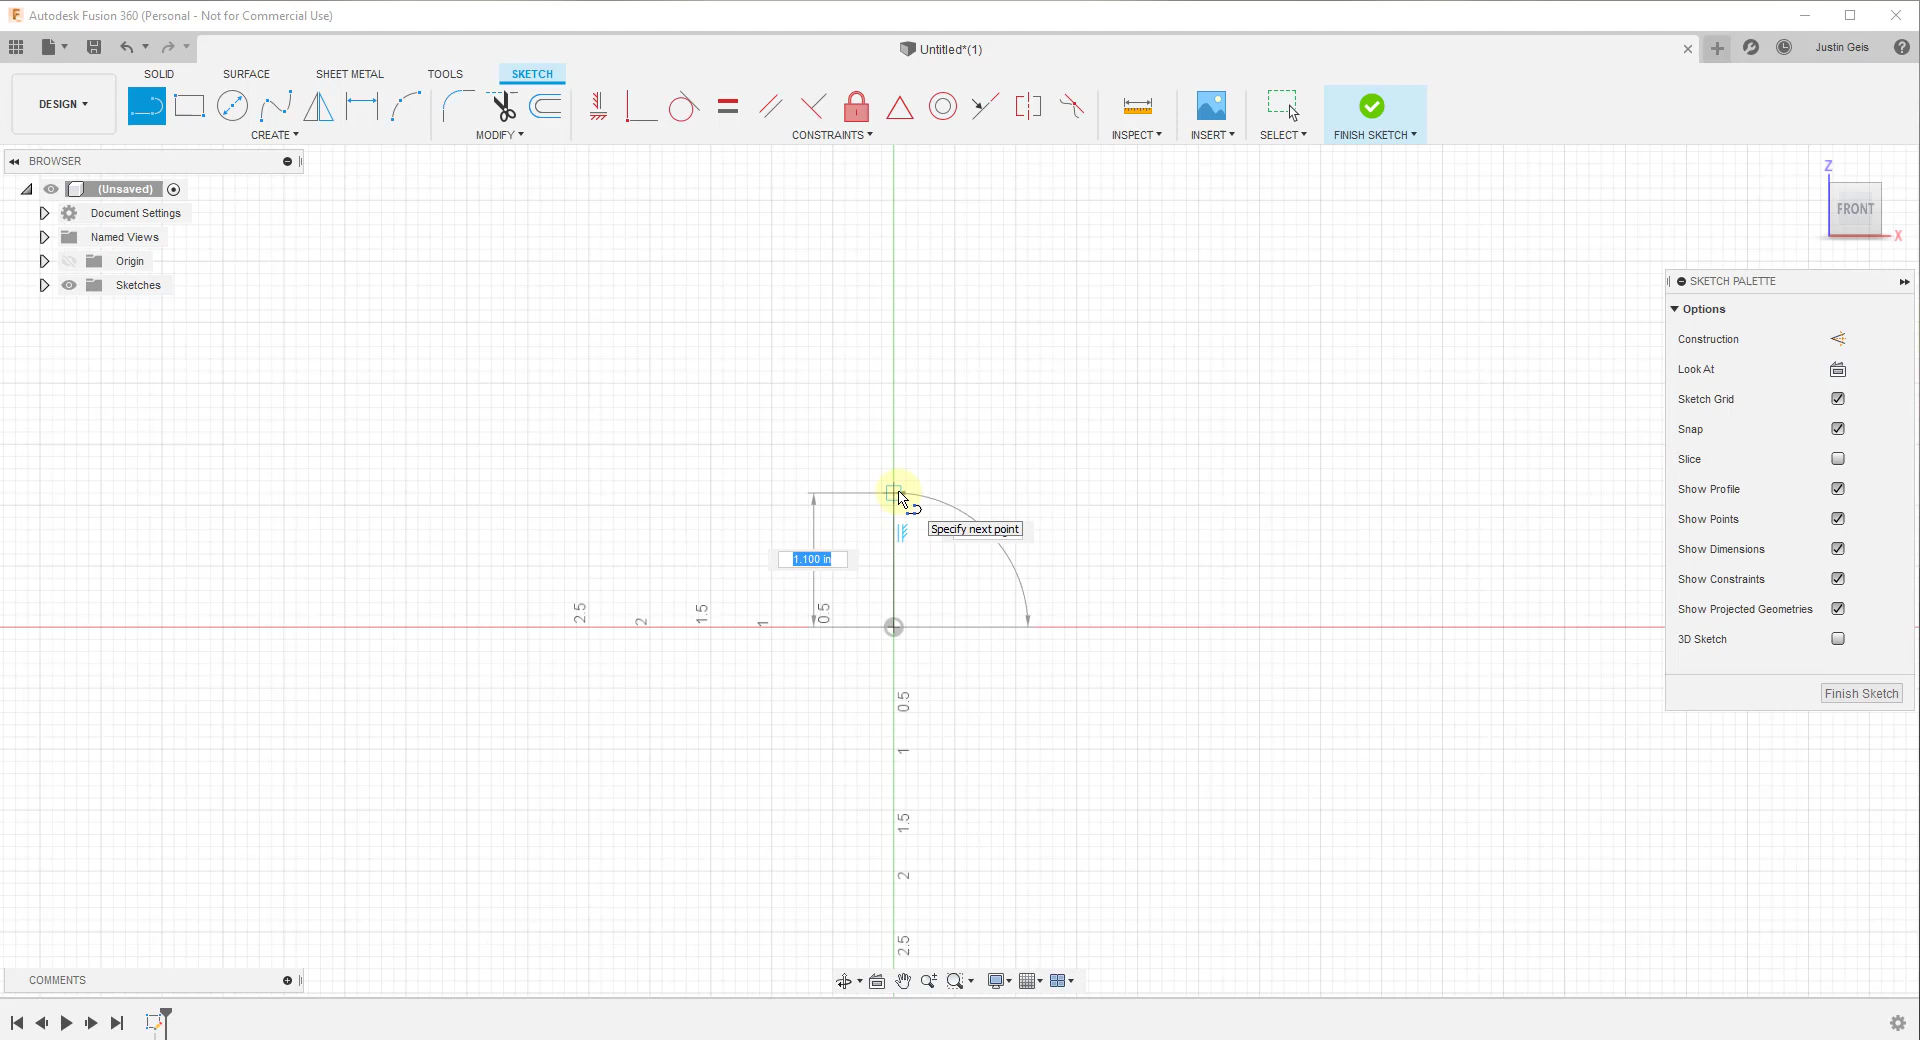 Autodesk Fusion 360 (Personal - Not for Commercial Use)
Untitled*(1)
Justin Geis
SOLID
SURFACE
SHEET METAL
TOOLS
SKETCH
DESIGN
CREATE
MODIFY
CONSTRAINTS
INSPECT
INSERT
SELECT
FINISH SKETCH
BROWSER
(Unsaved)
Document Settings
Named Views
Origin
Sketches
Z
FRONT
X
SKETCH PALETTE
Options
Construction
Look At
Sketch Grid
Snap
Slice
Show Profile
Show Points
Show Dimensions
Show Constraints
Show Projected Geometries
3D Sketch
Finish Sketch
Specify next point
1.100 in
2.5
2
1.5
1
0.5
0.5
1
1.5
2
2.5
COMMENTS